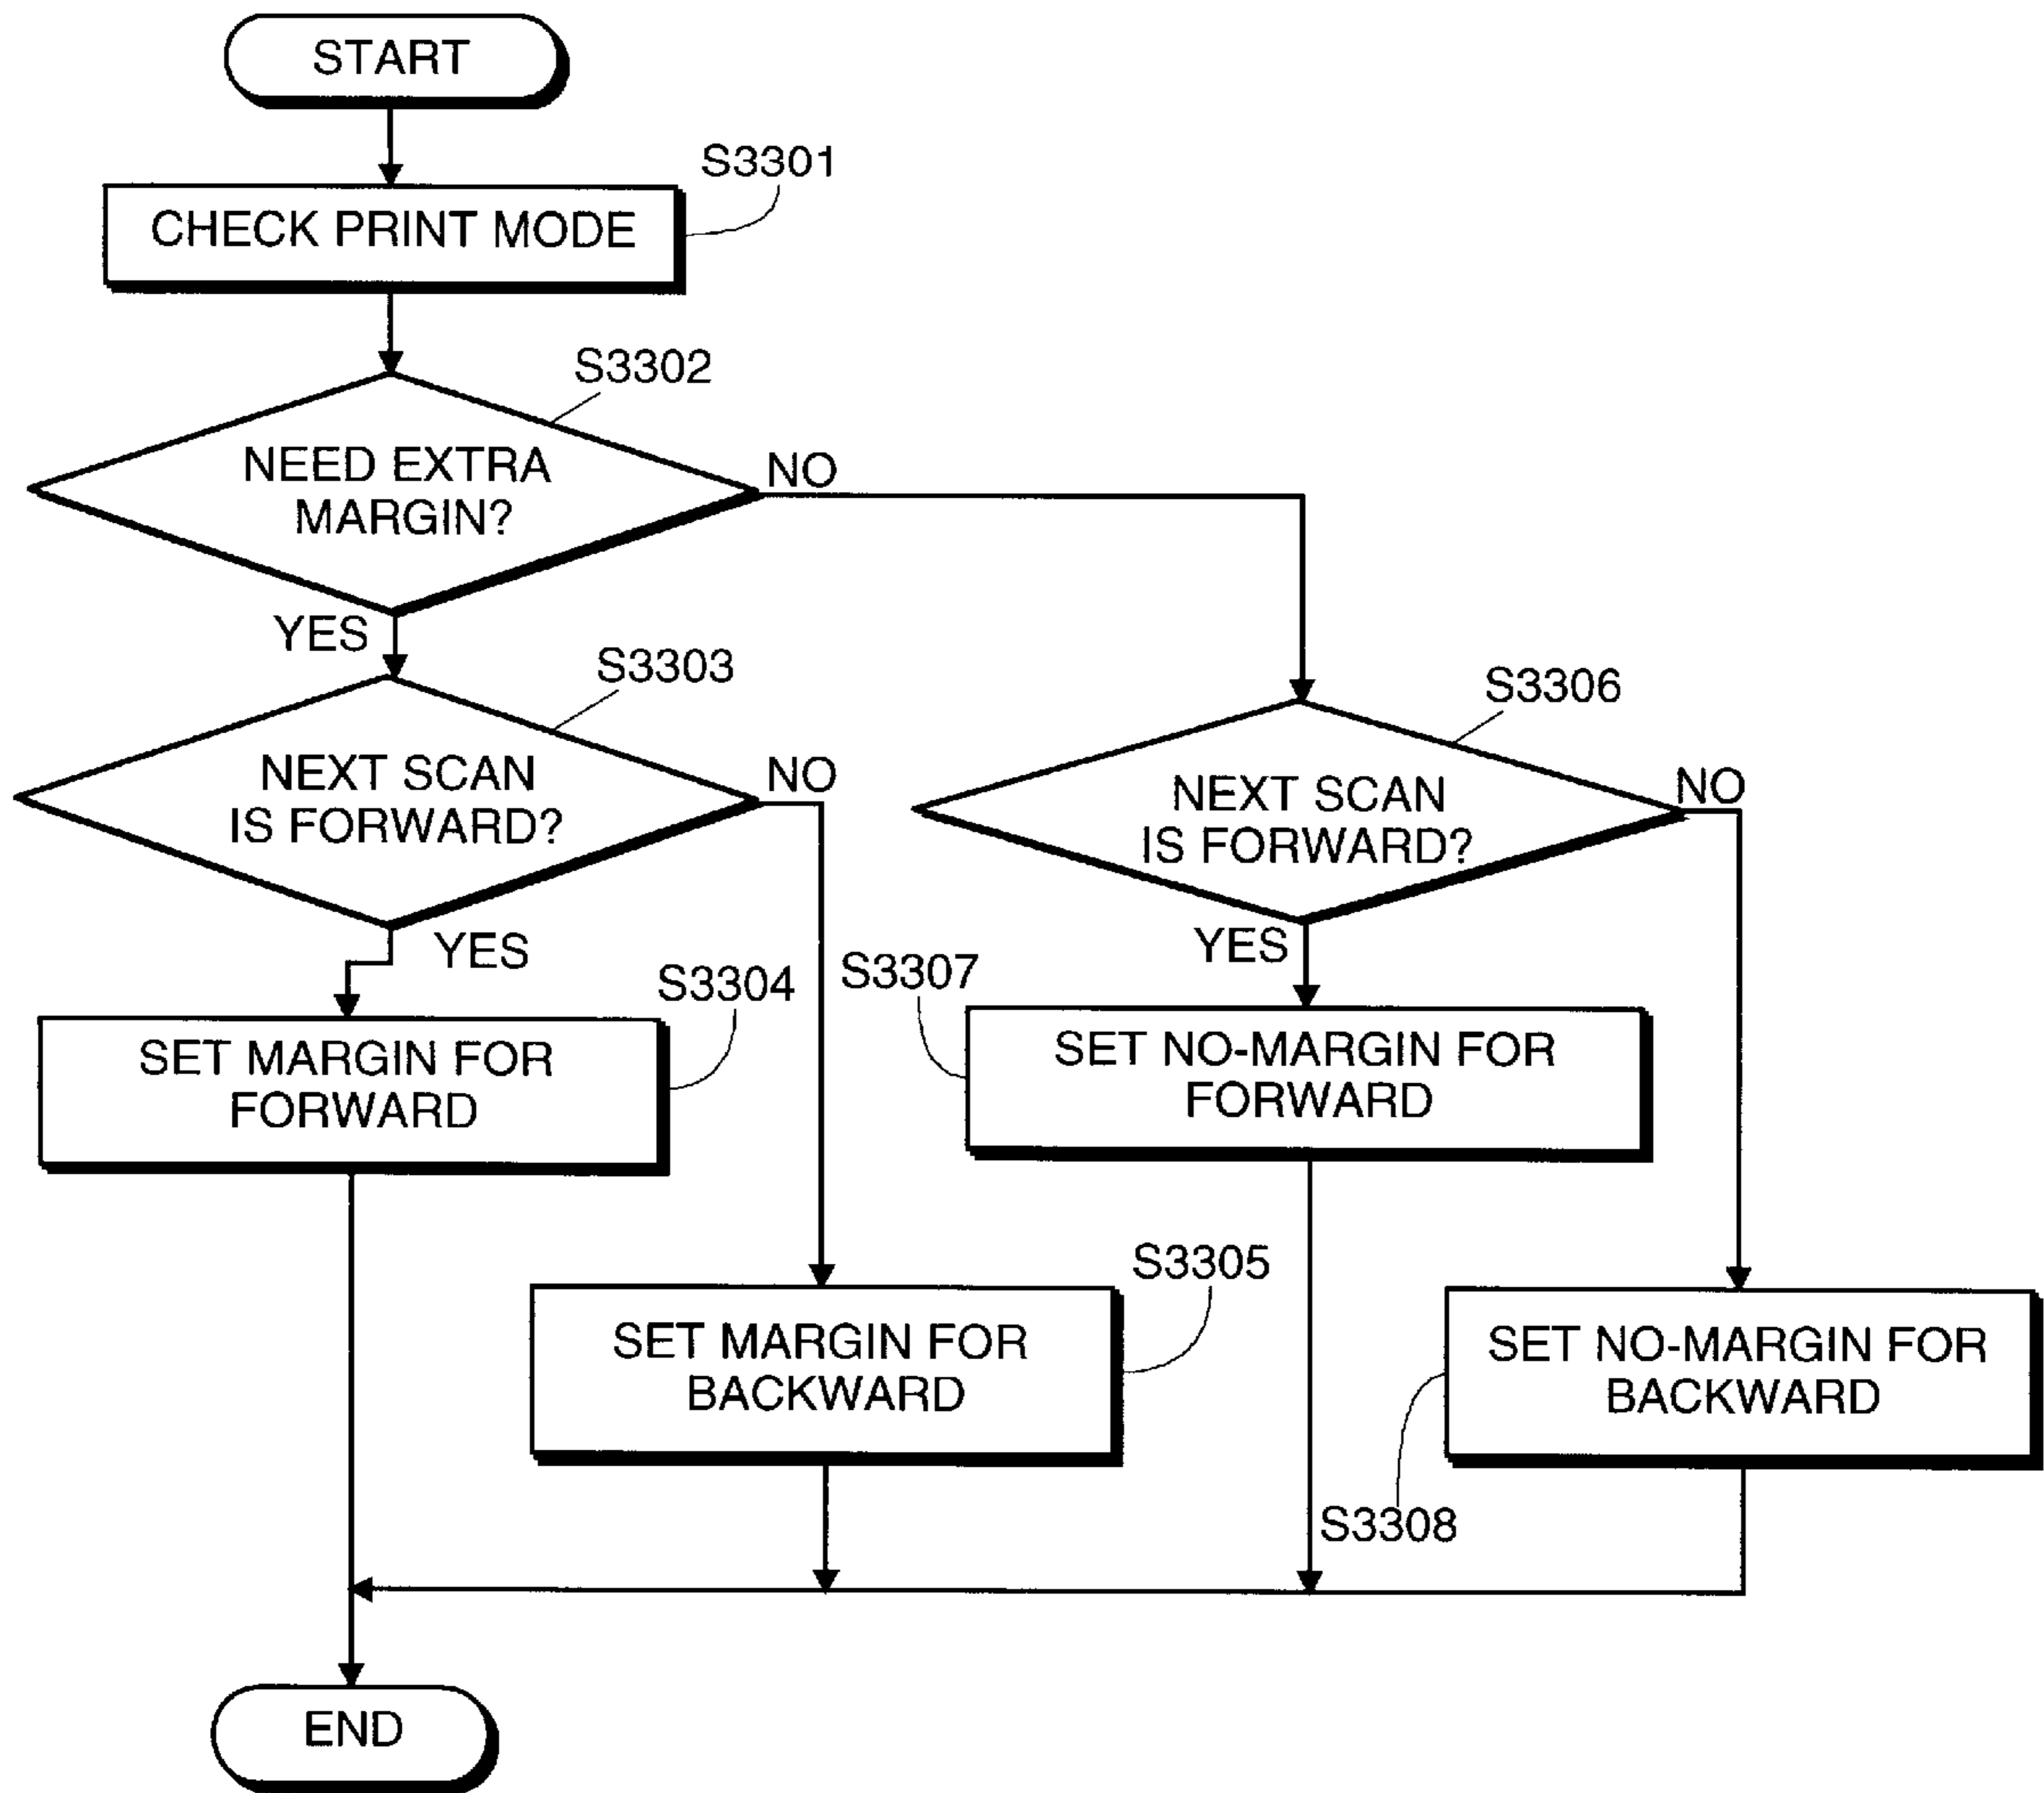 START
S3301
CHECK PRINT MODE
S3302
NEED EXTRA
MARGIN?
NO
YES
S3303
NEXT SCAN
IS FORWARD?
NO
YES
S3306
NEXT SCAN
IS FORWARD?
NO
YES
S3304
SET MARGIN FOR
FORWARD
S3307
SET NO-MARGIN FOR
FORWARD
S3305
SET MARGIN FOR
BACKWARD
SET NO-MARGIN FOR
BACKWARD
S3308
END